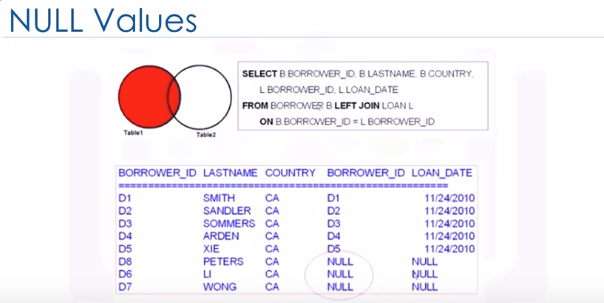 NULL Values
SELECT B.BORROWER_ID, B.LASTNAME, B.COUNTRY,
L.BORROWER_ID, L.LOAN_DATE
FROM BORROWER B LEFT JOIN LOAN L
ON B.BORROWER_ID = L.BORROWER_ID
Table1 Table2
BORROWER_ID LASTNAME COUNTRY BORROWER_ID LOAN_DATE
==================================================
D1 SMITH CA D1 11/24/2010
D2 SANDLER CA D2 11/24/2010
D3 SOMMERS CA D3 11/24/2010
D4 ARDEN CA D4 11/24/2010
D5 XIE CA D5 11/24/2010
D8 PETERS CA NULL NULL
D6 LI CA NULL NULL
D7 WONG CA NULL NULL